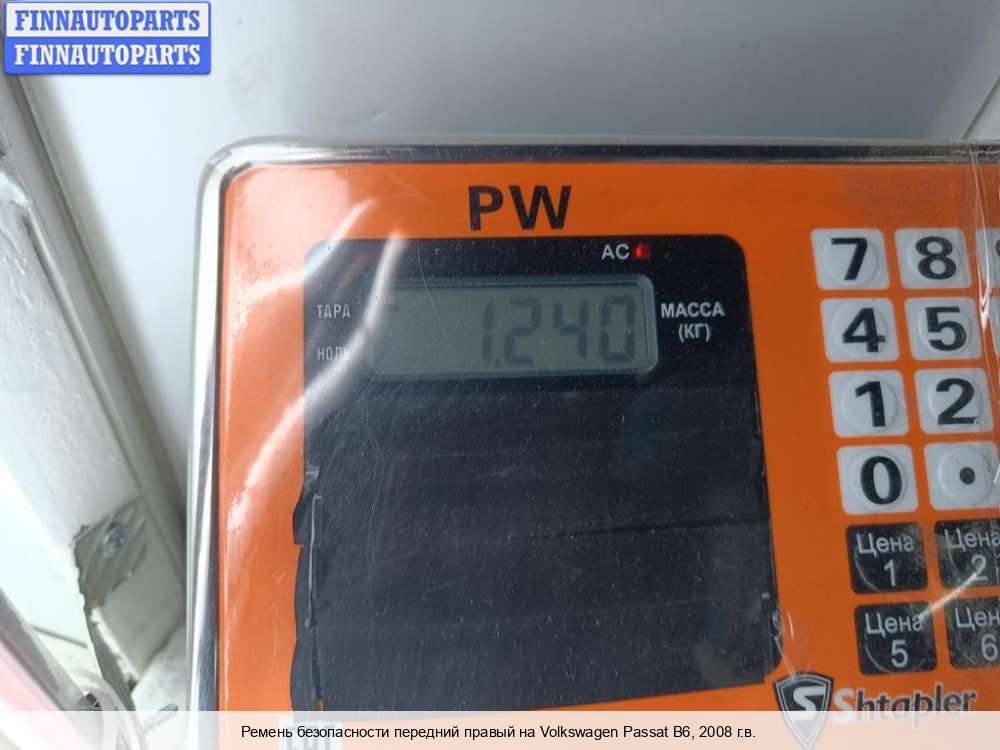 FINNAUTOPARTS
FINNAUTOPARTS
PW
AC
ТАРА
1.240
МАССА
(КГ)
НОЛЬ
7 8
4 5
1 2
0 •
Цена 1
Цена 2
Цена 5
Цена 6
S Shtapler
Ремень безопасности передний правый на Volkswagen Passat B6, 2008 г.в.